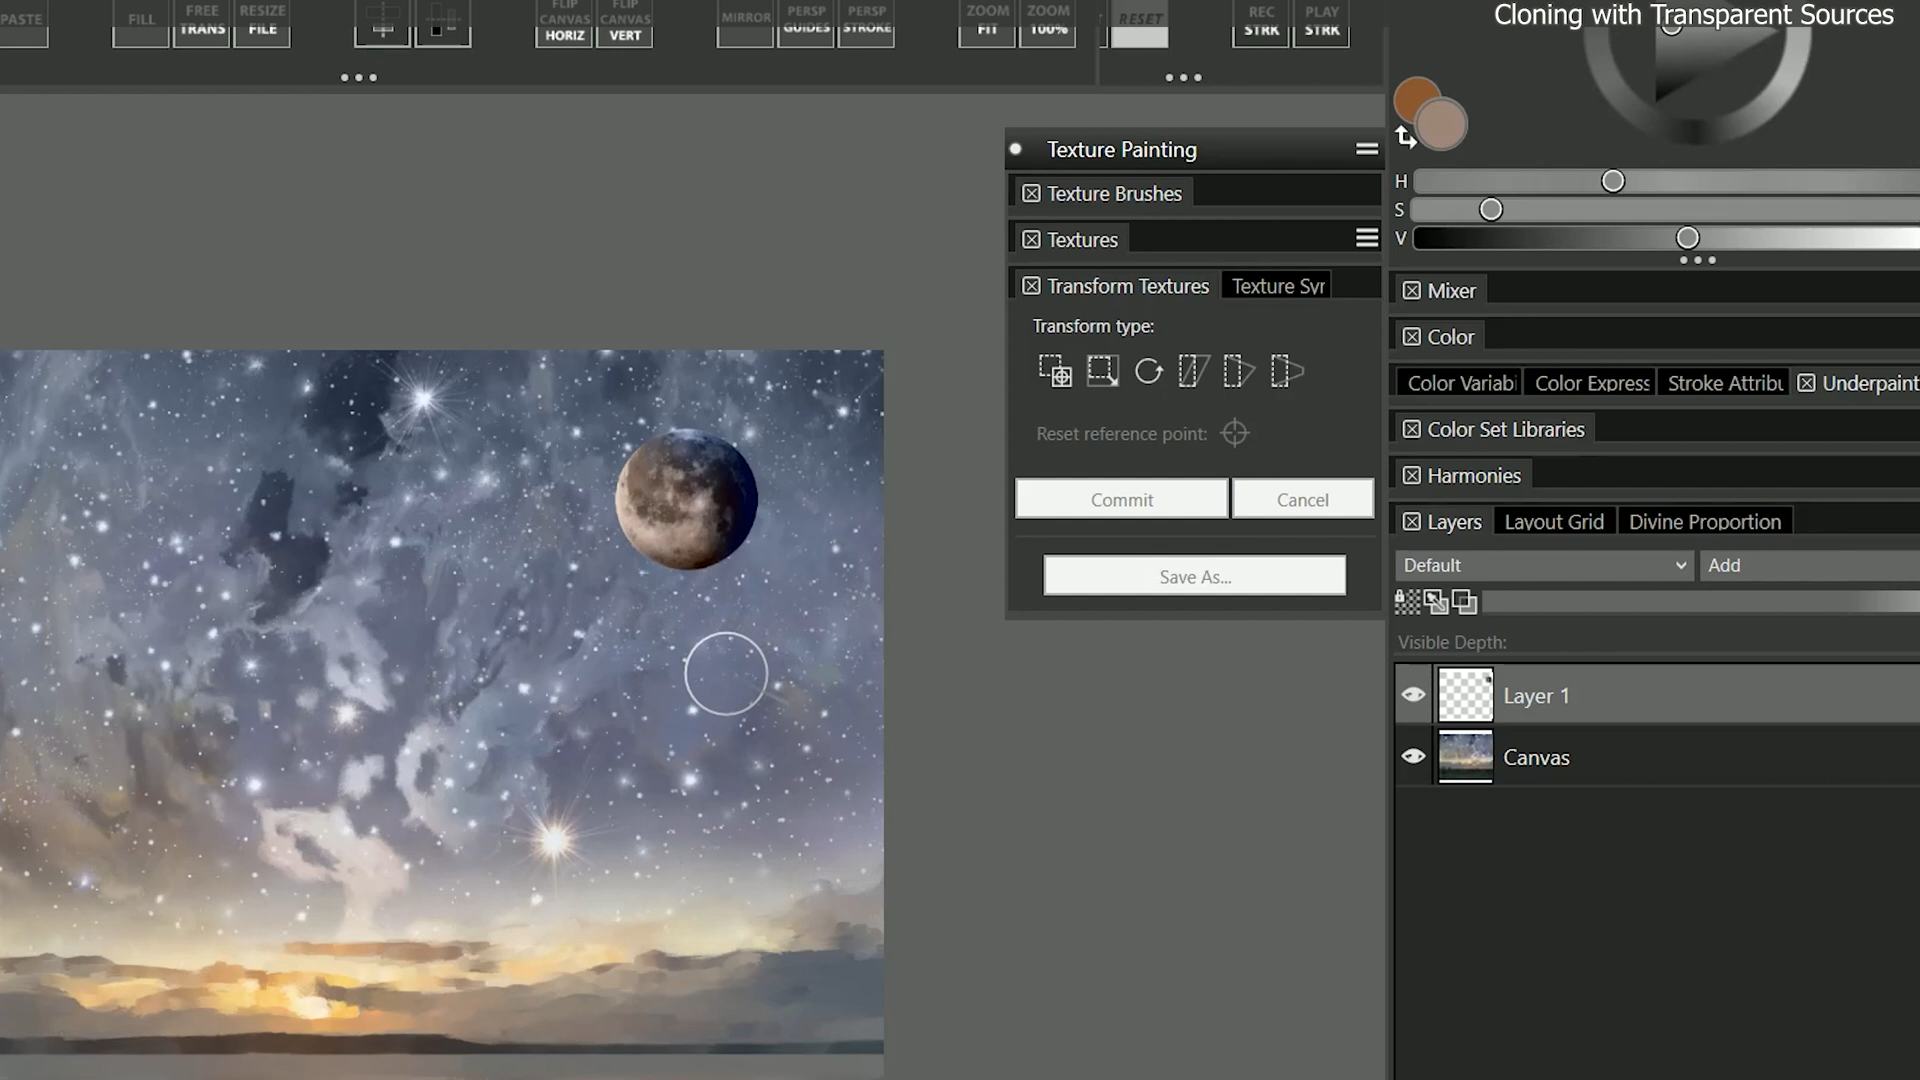 Cloning with Transparent Sources
PASTE
FILL
FREE
TRANS
RESIZE
FILE
FLIP
CANVAS
HORIZ
FLIP
CANVAS
VERT
MIRROR
PERSP
GUIDES
PERSP
STROKE
ZOOM
FIT
ZOOM
100%
RESET
REC
STRK
PLAY
STRK
Texture Painting
Texture Brushes
Textures
Transform Textures
Texture Syr
Transform type:
Reset reference point:
Commit
Cancel
Save As...
H
S
V
Mixer
Color
Color Variab
Color Express
Stroke Attribu
Underpaint
Color Set Libraries
Harmonies
Layers
Layout Grid
Divine Proportion
Default
Add
Visible Depth:
Layer 1
Canvas